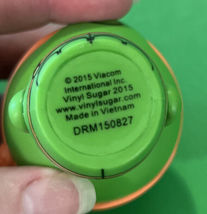 © 2015 Viacom
International Inc.
Vinyl Sugar 2015
www.vinylsugar.com
Made in Vietnam
DRM150827